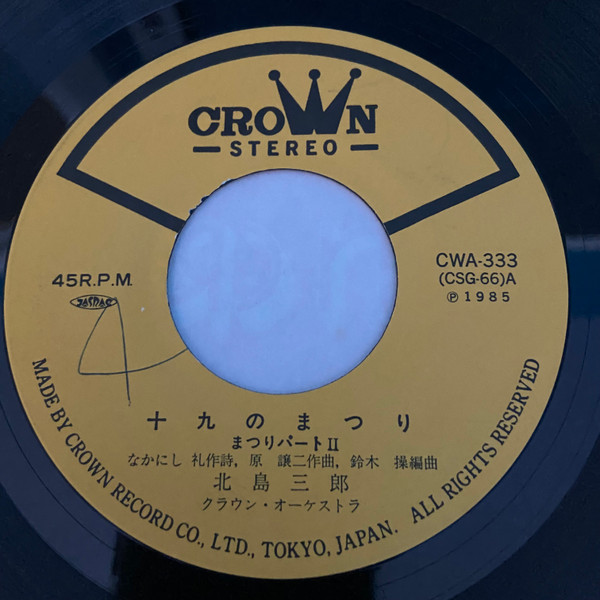 CROWN
STEREO
45R.P.M.
JASRAC
CWA-333
(CSG-66)A
Ⓟ1985
4
十九のまつり
まつりパートII
なかにし 礼作詩, 原 譲二作曲, 鈴木 操編曲
北島三郎
クラウン・オーケストラ
MADE BY CROWN RECORD CO., LTD., TOKYO, JAPAN. ALL RIGHTS RESERVED